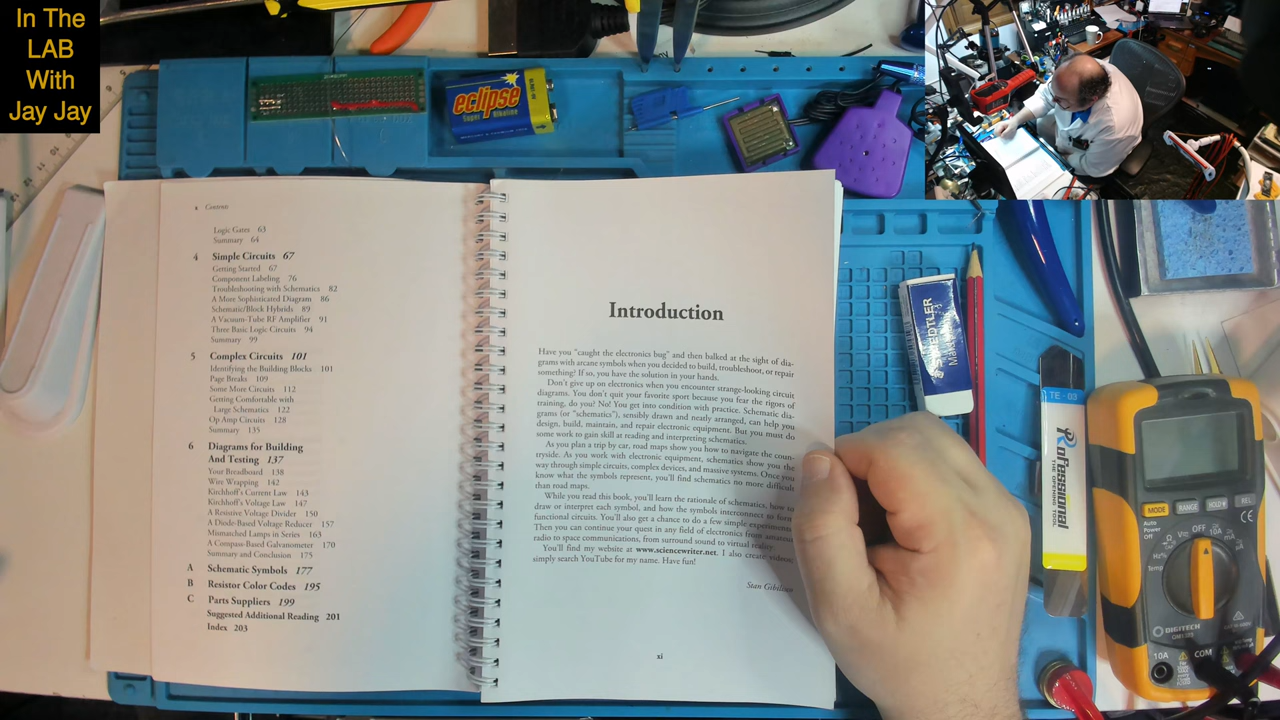 In The
LAB
With
Jay Jay
eclipse
Super Alkaline
x Contents
Logic Gates 63
Summary 64
4 Simple Circuits 67
Getting Started 67
Component Labeling 76
Troubleshooting with Schematics 82
A More Sophisticated Diagram 86
Schematic/Block Hybrids 89
A Vacuum-Tube RF Amplifier 91
Three Basic Logic Circuits 94
Summary 99
5 Complex Circuits 101
Identifying the Building Blocks 101
Page Breaks 109
Some More Circuits 112
Getting Comfortable with
Large Schematics 122
Op Amp Circuits 128
Summary 135
6 Diagrams for Building
And Testing 137
Your Breadboard 138
Wire Wrapping 142
Kirchhoff's Current Law 143
Kirchhoff's Voltage Law 147
A Resistive Voltage Divider 150
A Diode-Based Voltage Reducer 157
Mismatched Lamps in Series 163
A Compass-Based Galvanometer 170
Summary and Conclusion 175
A Schematic Symbols 177
B Resistor Color Codes 195
C Parts Suppliers 199
Suggested Additional Reading 201
Index 203
Introduction
Have you "caught the electronics bug" and then balked at the sight of dia-
grams with arcane symbols when you decided to build, troubleshoot, or repair
something? If so, you have the solution in your hands.
Don't give up on electronics when you encounter strange-looking circuit
diagrams. You don't quit your favorite sport because you fear the rigors of
training, do you? No! You get into condition with practice. Schematic dia-
grams (or "schematics"), sensibly drawn and neatly arranged, can help you
design, build, maintain, and repair electronic equipment. But you must do
some work to gain skill at reading and interpreting schematics.
As you plan a trip by car, road maps show you how to navigate the coun-
tryside. As you work with electronic equipment, schematics show you the
way through simple circuits, complex devices, and massive systems. Once you
know what the symbols represent, you'll find schematics no more difficult
than road maps.
While you read this book, you'll learn the rationale of schematics, how to
draw or interpret each symbol, and how the symbols interconnect to form
functional circuits. You'll also get a chance to do a few simple experiments.
Then you can continue your quest in any field of electronics from amateur
radio to space communications, from surround sound to virtual reality.
You'll find my website at www.sciencewriter.net. I also create videos;
simply search YouTube for my name. Have fun!
Stan Gibilisco
xi
STAEDTLER
Mars
TE-03
Professional
THE OPENING TOOL
MODE RANGE HOLD REL
Auto
Power
Off
OFF
Hz%
Temp
DIGITECH
10A
COM